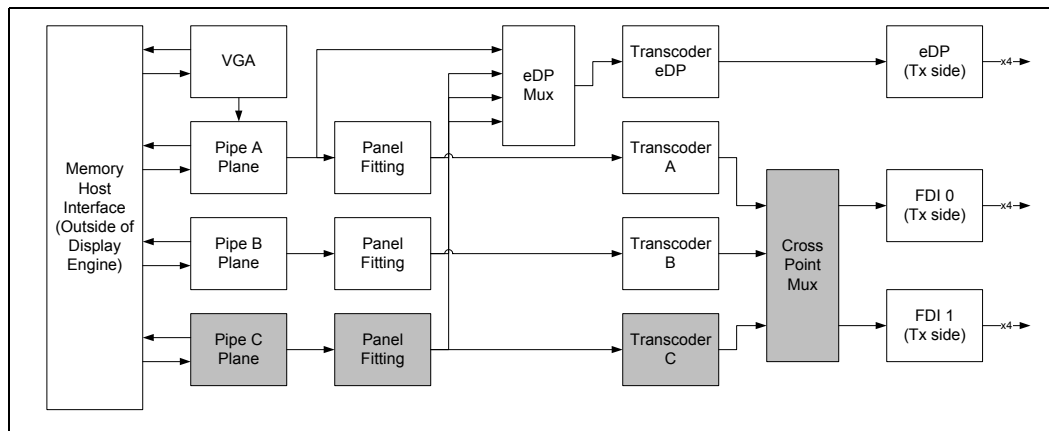 VGA
eDP
Mux
Transcoder
eDP
eDP
(Tx side)
x4
Memory
Host
Interface
(Outside of
Display
Engine)
Pipe A
Plane
Panel
Fitting
Transcoder
A
Pipe B
Plane
Panel
Fitting
Transcoder
B
Cross
Point
Mux
FDI 0
(Tx side)
x4
Pipe C
Plane
Panel
Fitting
Transcoder
C
FDI 1
(Tx side)
x4